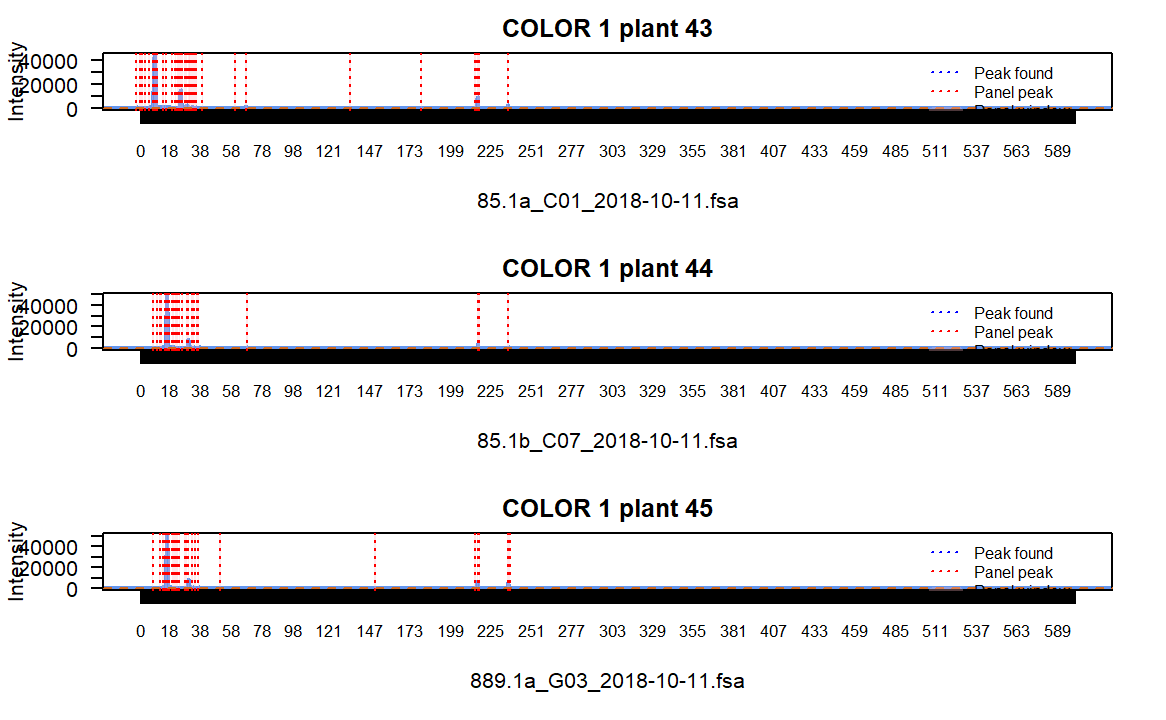 COLOR 1 plant 43
Intensity
40000
20000
0
Peak found
Panel peak
0 18 38 58 78 98 121 147 173 199 225 251 277 303 329 355 381 407 433 459 485 511 537 563 589
85.1a_C01_2018-10-11.fsa
COLOR 1 plant 44
Intensity
40000
20000
0
Peak found
Panel peak
0 18 38 58 78 98 121 147 173 199 225 251 277 303 329 355 381 407 433 459 485 511 537 563 589
85.1b_C07_2018-10-11.fsa
COLOR 1 plant 45
Intensity
40000
20000
0
Peak found
Panel peak
0 18 38 58 78 98 121 147 173 199 225 251 277 303 329 355 381 407 433 459 485 511 537 563 589
889.1a_G03_2018-10-11.fsa